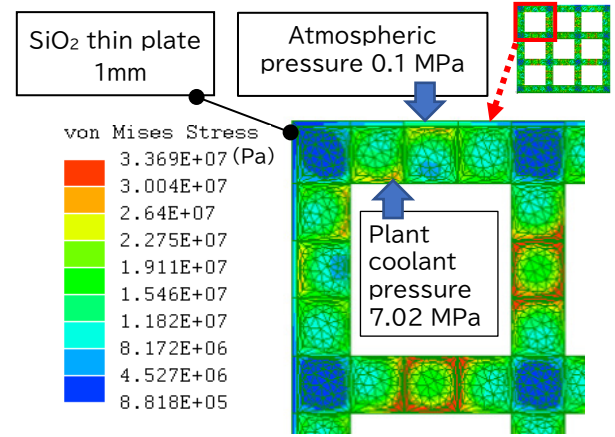 SiO₂ thin plate
1mm
Atmospheric
pressure 0.1 MPa
von Mises Stress
(Pa)
3.369E+07
3.004E+07
2.64E+07
2.275E+07
1.911E+07
1.546E+07
1.182E+07
8.172E+06
4.527E+06
8.818E+05
Plant
coolant
pressure
7.02 MPa